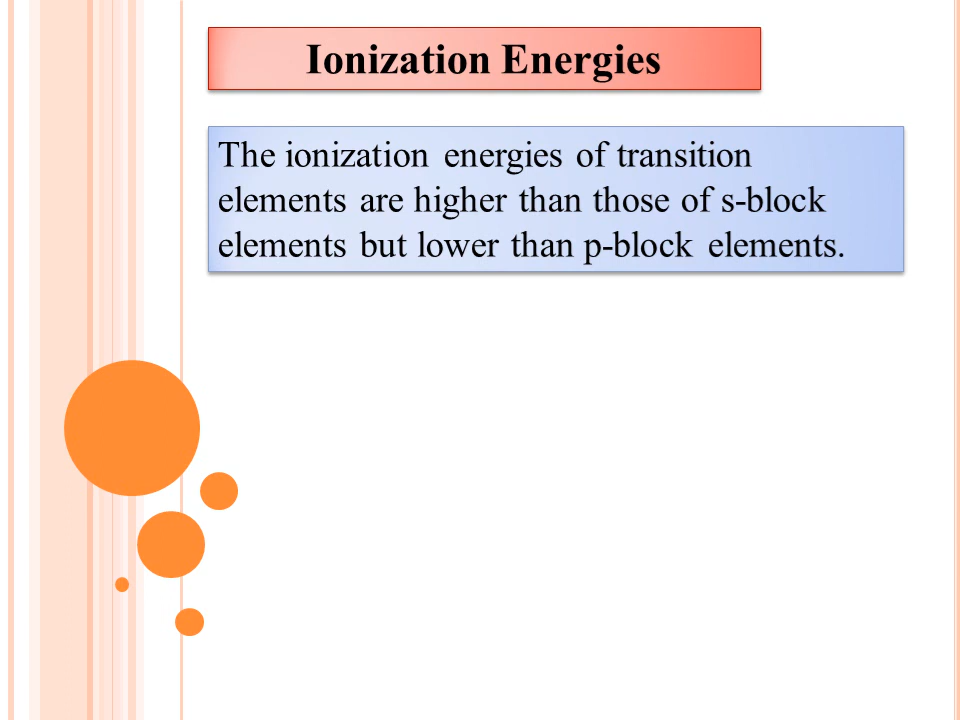 Ionization Energies
The ionization energies of transition
elements are higher than those of s-block
elements but lower than p-block elements.